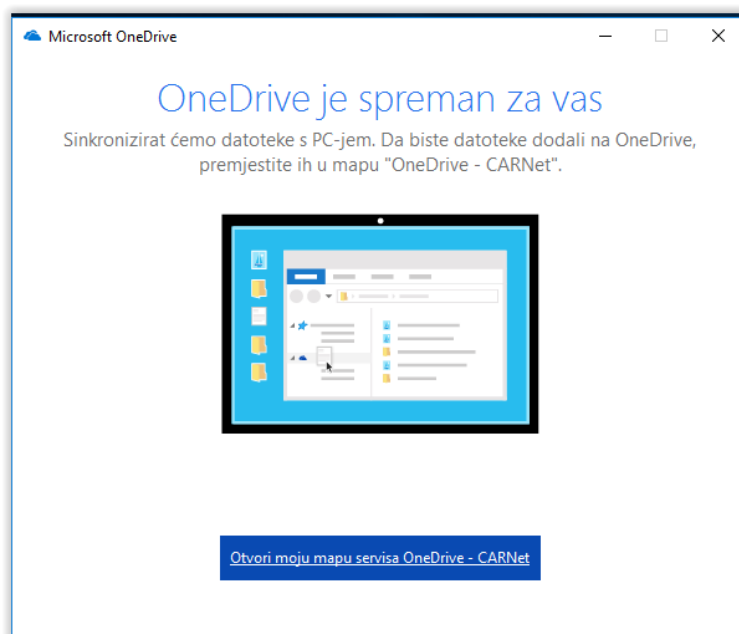 Microsoft OneDrive
OneDrive je spreman za vas
Sinkronizirat ćemo datoteke s PC-jem. Da biste datoteke dodali na OneDrive,
premjestite ih u mapu "OneDrive - CARNet".
Otvori moju mapu servisa OneDrive - CARNet